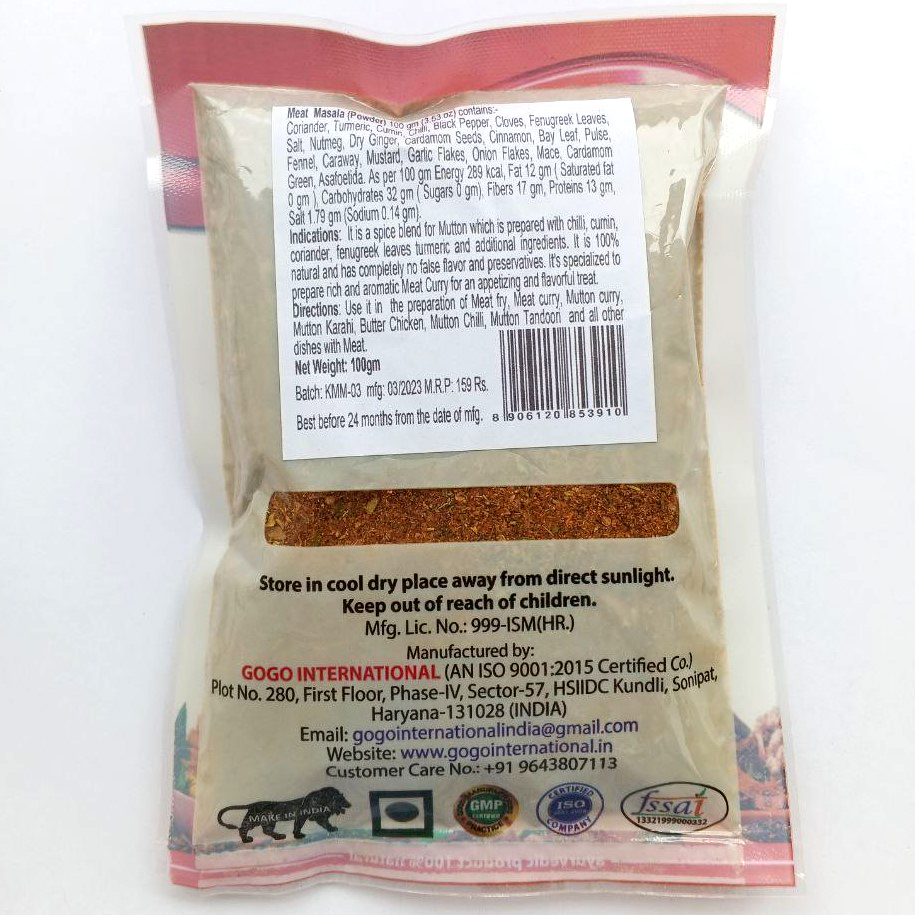 Meat Masala (Powder) 100 gm (3.53 oz) contains:-
Coriander, Turmeric, Cumin, Chilli, Black Pepper, Cloves, Fenugreek Leaves,
Salt, Nutmeg, Dry Ginger, Cardamom Seeds, Cinnamon, Bay Leaf, Pulse,
Fennel, Caraway, Mustard, Garlic Flakes, Onion Flakes, Mace, Cardamom
Green, Asafoetida. As per 100 gm Energy 289 kcal, Fat 12 gm ( Saturated fat
0 gm ), Carbohydrates 32 gm ( Sugars 0 gm), Fibers 17 gm, Proteins 13 gm,
Salt 1.79 gm (Sodium 0.14 gm).
Indications: It is a spice blend for Mutton which is prepared with chilli, cumin,
coriander, fenugreek leaves turmeric and additional ingredients. It is 100%
natural and has completely no false flavor and preservatives. It's specialized to
prepare rich and aromatic Meat Curry for an appetizing and flavorful treat.
Directions: Use it in the preparation of Meat fry, Meat curry, Mutton curry,
Mutton Karahi, Butter Chicken, Mutton Chilli, Mutton Tandoori and all other
dishes with Meat.
Net Weight: 100gm
Batch: KMM-03 mfg: 03/2023 M.R.P: 159 Rs.
Best before 24 months from the date of mfg.
8 906120 853910
Store in cool dry place away from direct sunlight.
Keep out of reach of children.
Mfg. Lic. No.: 999-ISM(HR.)
Manufactured by:
GOGO INTERNATIONAL (AN ISO 9001:2015 Certified Co.)
Plot No. 280, First Floor, Phase-IV, Sector-57, HSIIDC Kundli, Sonipat,
Haryana-131028 (INDIA)
Email: gogointernationalindia@gmail.com
Website: www.gogointernational.in
Customer Care No.: +91 9643807113
MAKE IN INDIA
GMP
CERTIFIED
ISO
COMPANY
fssai
13321999000332